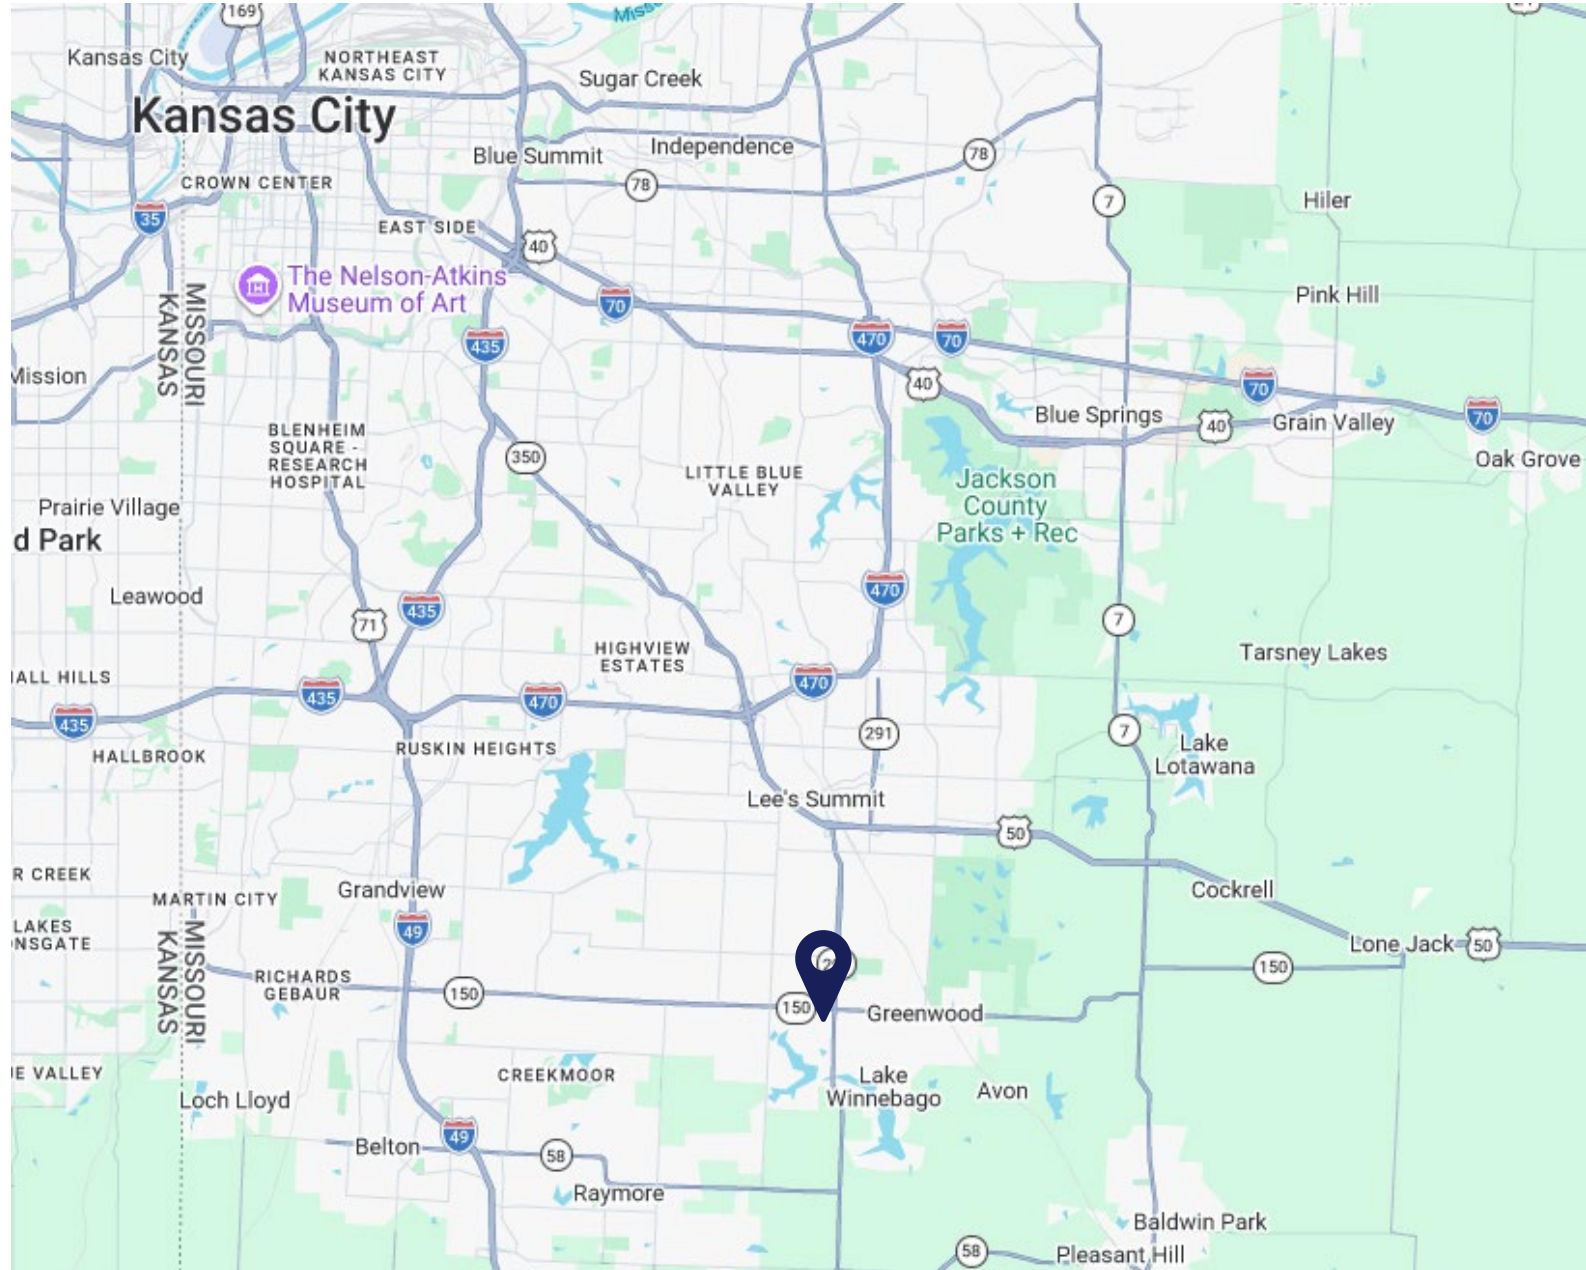 169
Kansas City
NORTHEAST
KANSAS CITY
Sugar Creek
Kansas City
Blue Summit
Independence
78
78
CROWN CENTER
35
EAST SIDE
7
Hiler
40
The Nelson-Atkins
Museum of Art
70
Pink Hill
MISSOURI
KANSAS
435
470
70
Mission
40
70
Blue Springs
40
Grain Valley
70
BLENHEIM
SQUARE -
RESEARCH
HOSPITAL
350
LITTLE BLUE
VALLEY
Jackson
County
Parks + Rec
Oak Grove
Prairie Village
d Park
Leawood
435
470
71
7
HIGHVIEW
ESTATES
Tarsney Lakes
435
470
470
435
HALLBROOK
RUSKIN HEIGHTS
291
7
Lake
Lotawana
Lee's Summit
50
R CREEK
MARTIN CITY
Grandview
Cockrell
LAKES
ONSGATE
49
MISSOURI
KANSAS
Lone Jack
50
RICHARDS
GEBAUR
150
150
150
Greenwood
E VALLEY
CREEKMOOR
Loch Lloyd
Lake
Winnebago
Avon
Belton
49
58
Raymore
Baldwin Park
58
Pleasant Hill